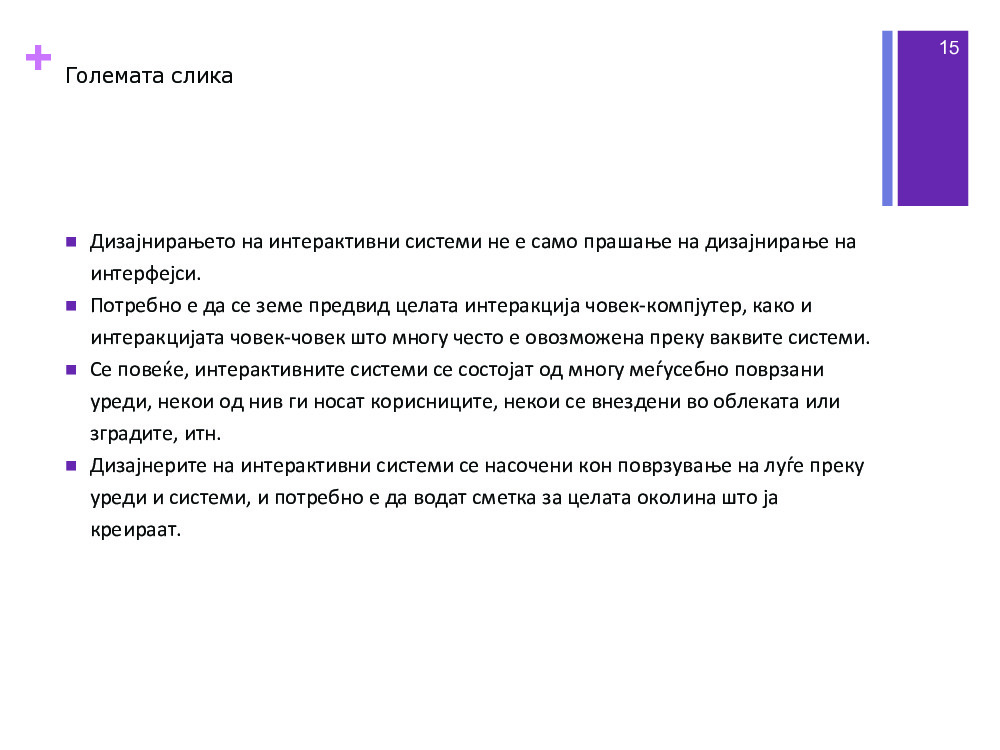 15
Големата слика
Дизајнирањето на интерактивни системи не е само прашање на дизајнирање на
интерфејси.
Потребно е да се земе предвид целата интеракција човек-компјутер, како и
интеракцијата човек-човек што многу често е овозможена преку ваквите системи.
Се повеќе, интерактивните системи се состојат од многу меѓусебно поврзани
уреди, некои од нив ги носат корисниците, некои се внездени во облеката или
зградите, итн.
Дизајнерите на интерактивни системи се насочени кон поврзување на луѓе преку
уреди и системи, и потребно е да водат сметка за целата околина што ја
креираат.